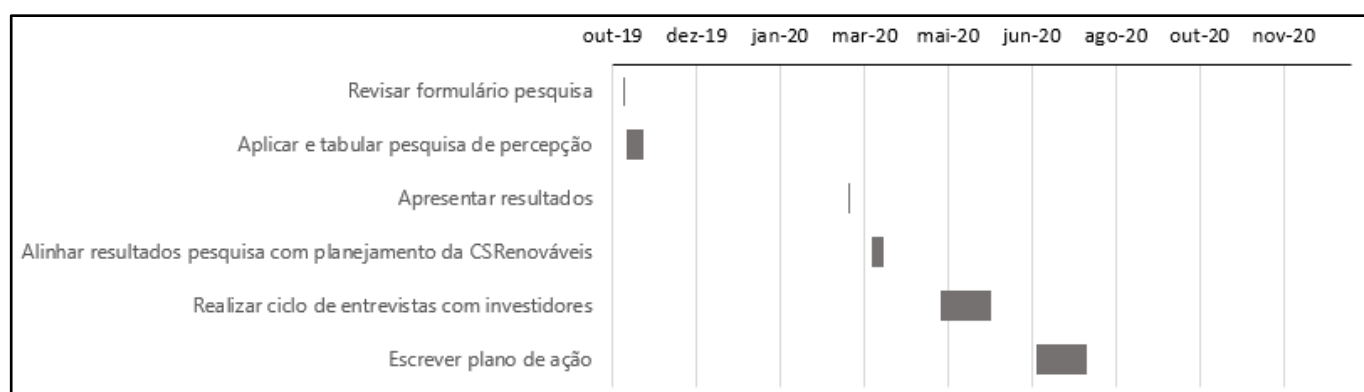 out-19 dez-19 jan-20 mar-20 mai-20 jun-20 ago-20 out-20 nov-20
Revisar formulário pesquisa
Aplicar e tabular pesquisa de percepção
Apresentar resultados
Alinhar resultados pesquisa com planejamento da CSRenováveis
Realizar ciclo de entrevistas com investidores
Escrever plano de ação